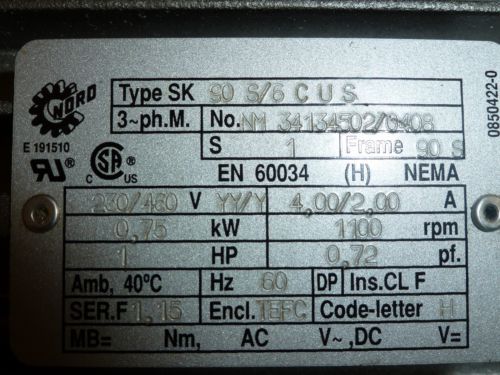 NORD
Type SK 90 S/6 C U S
3~ph.M. No. NM 34134502/0408
E 191510
S 1 Frame 90 S
C US
EN 60034 (H) NEMA
230/460 V YY/Y 4,00/2,00 A
0,75 kW 1100 rpm
1 HP 0,72 pf.
Amb, 40°C Hz 60 DP Ins.CL F
SER.F 1,15 Encl. TEFC Code-letter H
MB= Nm, AC V~,DC V=
0850422-0